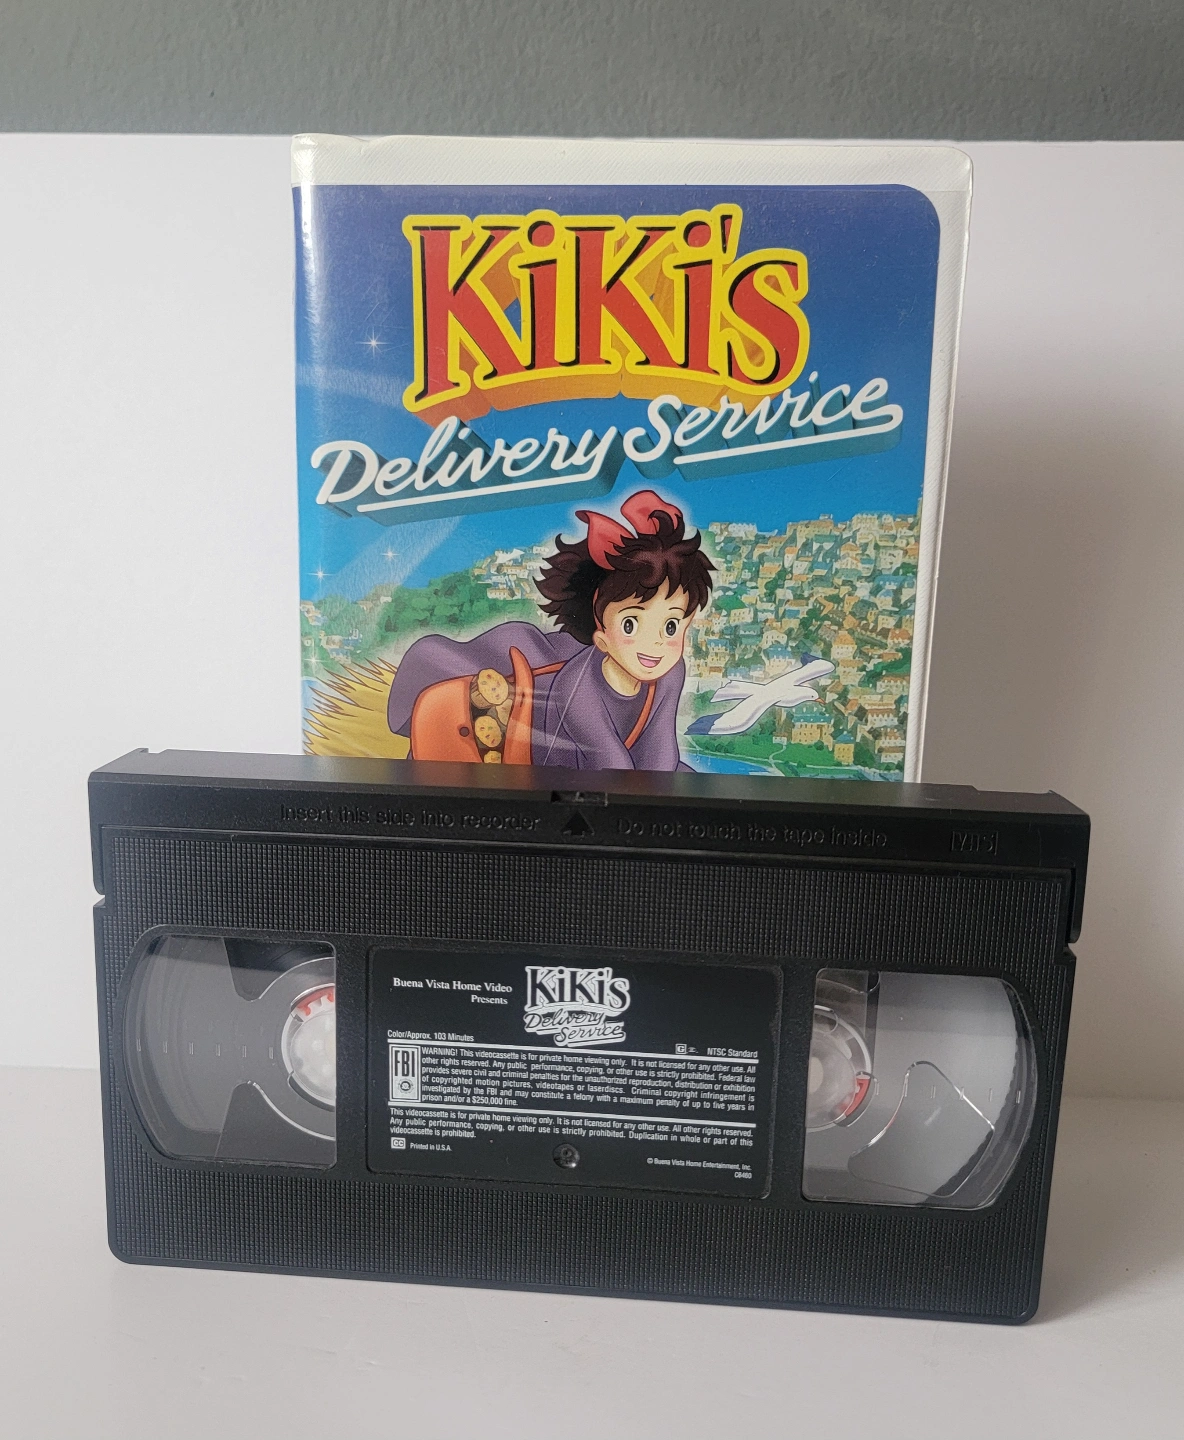 KiKi's
Delivery Service
Insert this side into recorder
Do not touch the tape inside
VHS
Buena Vista Home Video
Presents
KiKi's
Delivery
Service
Color/Approx. 103 Minutes
NTSC Standard
FBI
WARNING! This videocassette is for private home viewing only. It is not licensed for any other use. All
other rights reserved. Any public performance, copying, or other use is strictly prohibited. Federal law
provides severe civil and criminal penalties for the unauthorized reproduction, distribution or exhibition
of copyrighted motion pictures, videotapes or laserdiscs. Criminal copyright infringement is
investigated by the FBI and may constitute a felony with a maximum penalty of up to five years in
prison and/or a $250,000 fine.
This videocassette is for private home viewing only. It is not licensed for any other use. All other rights reserved.
Any public performance, copying, or other use is strictly prohibited. Duplication in whole or part of this
videocassette is prohibited.
CC Printed in U.S.A.
© Buena Vista Home Entertainment, Inc.